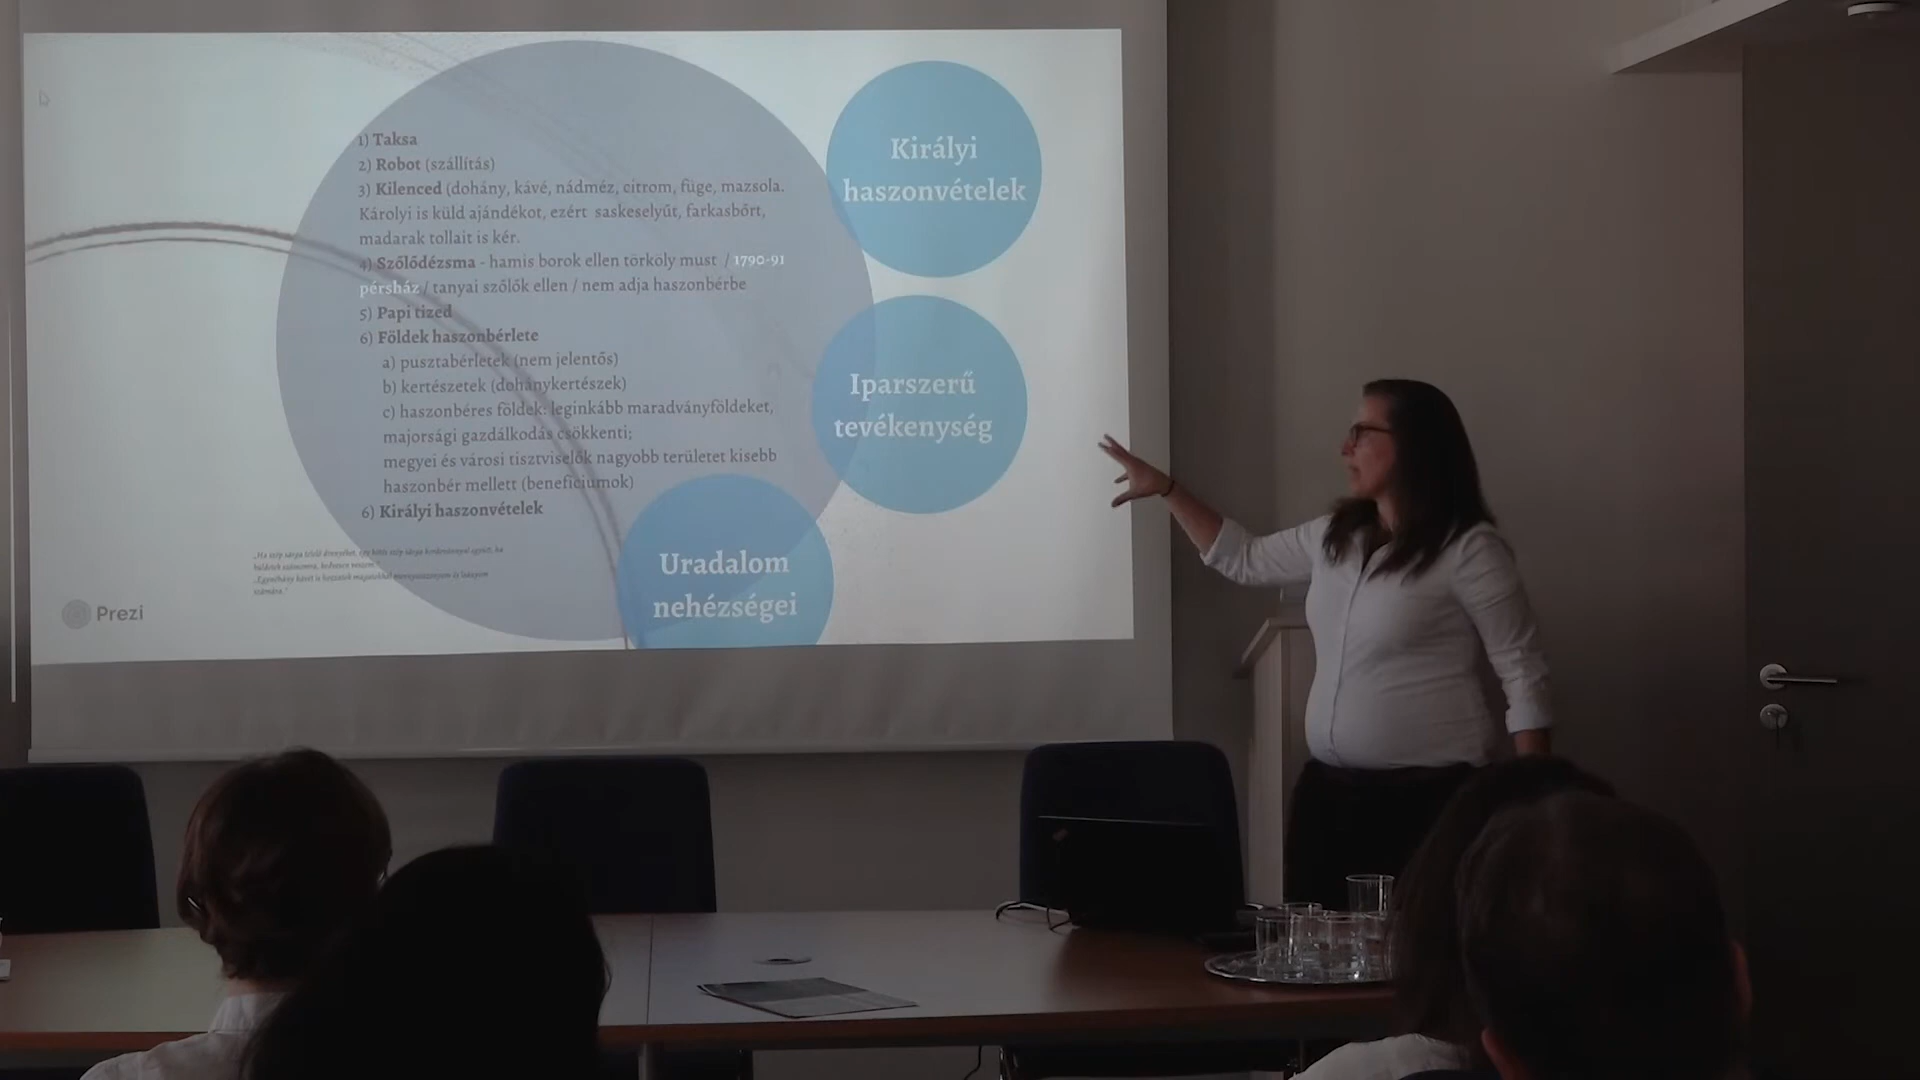 1) Taksa
2) Robot (szállítás)
3) Kilenced (dohány, kávé, nádméz, citrom, füge, mazsola.
Károlyi is küld ajándékot, ezért saskeselyűt, farkasbőrt,
madarak tollait is kér.
4) Szőlődézsma - hamis borok ellen törköly must / 1790-91
pérsház / tanyai szőlők ellen / nem adja haszonbérbe
5) Papi tized
6) Földek haszonbérlete
a) pusztabérletek (nem jelentős)
b) kertészetek (dohánykertészek)
c) haszonbéres földek: leginkább maradványföldeket,
majorsági gazdálkodás csökkenti;
megyei és városi tisztviselők nagyobb területet kisebb
haszonbér mellett (beneficiumok)
6) Királyi haszonvételek
Királyi
haszonvételek
Iparszerű
tevékenység
Uradalom
nehézségei
Prezi